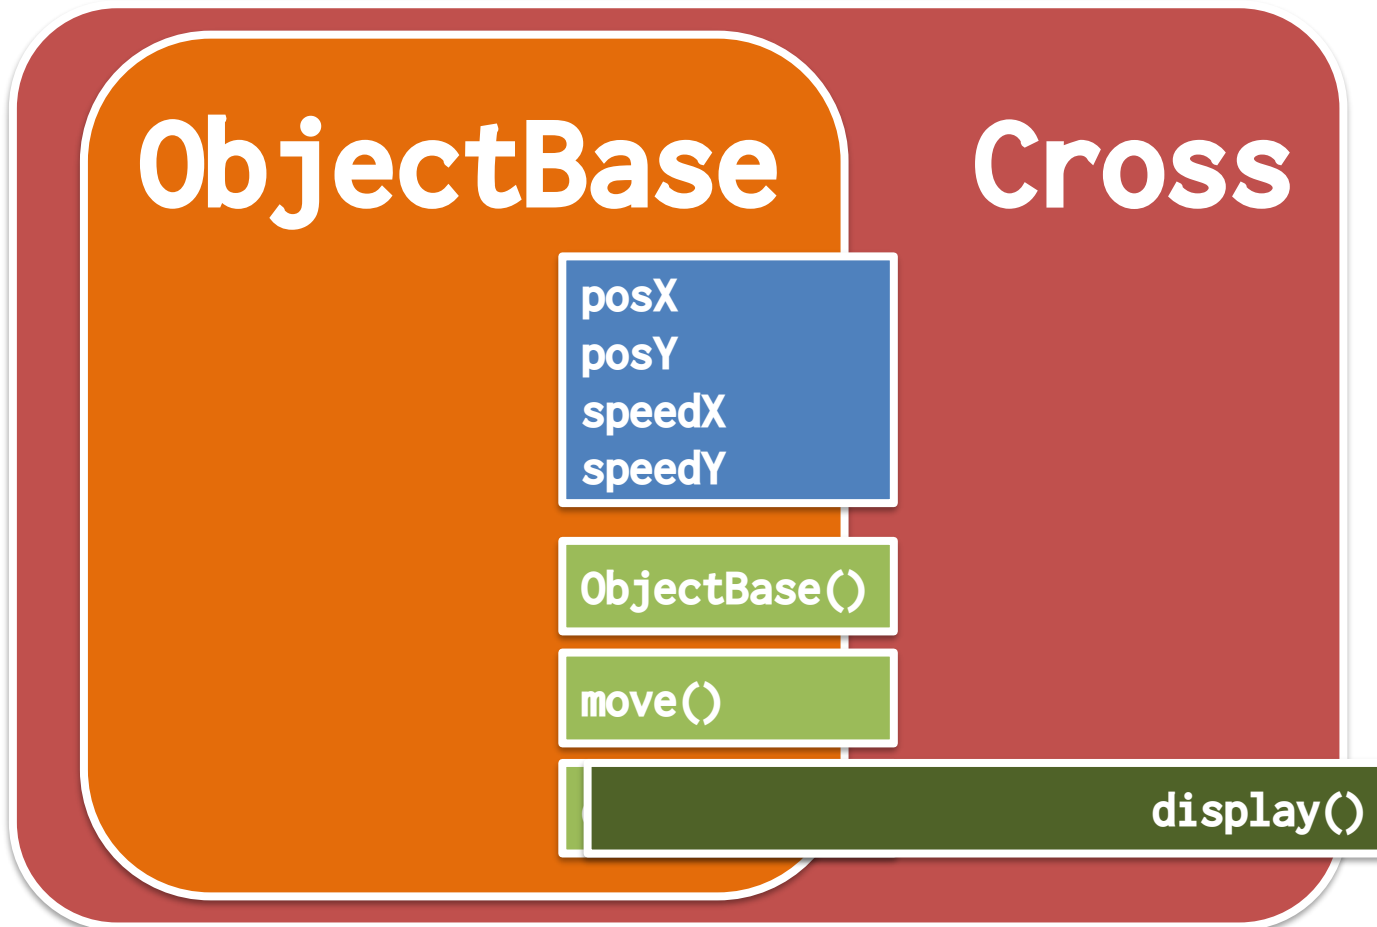 ObjectBase
Cross
posX
posY
speedX
speedY
ObjectBase()
move()
display()